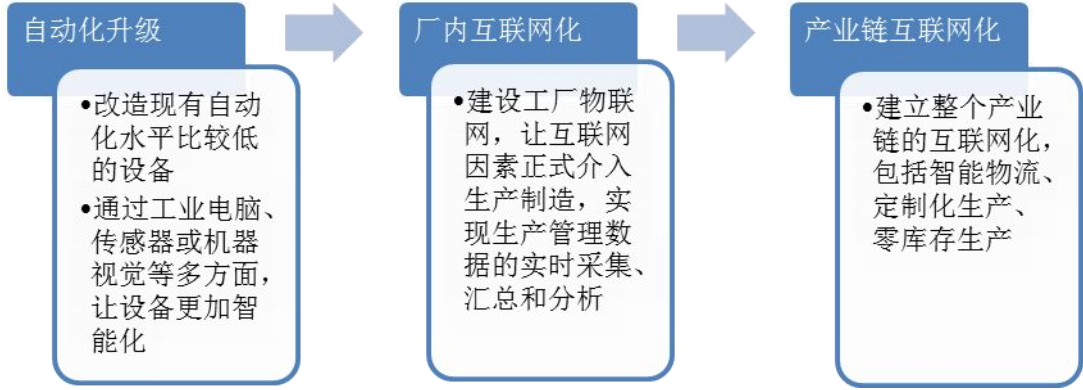 自动化升级
•改造现有自动
化水平比较低
的设备
•通过工业电脑、
传感器或机器
视觉等多方面，
让设备更加智
能化
厂内互联网化
•建设工厂物联
网，让互联网
因素正式介入
生产制造，实
现生产管理数
据的实时采集、
汇总和分析
产业链互联网化
•建立整个产业
链的互联网化，
包括智能物流、
定制化生产、
零库存生产